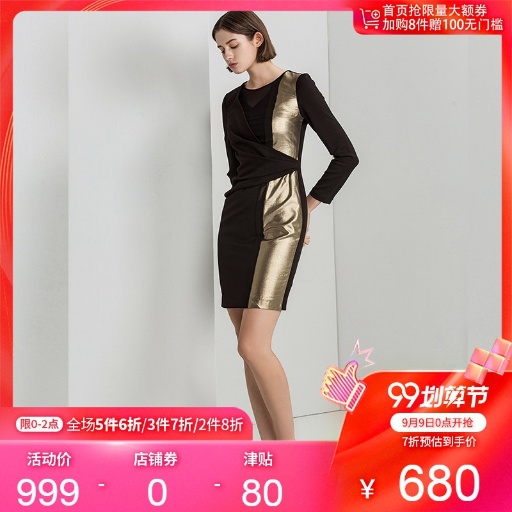 首页抢限量大额券
加购8件赠100无门槛
99划算节
9月9日0点开抢
限0-2点 全场5件6折/3件7折/2件8折
7折预估到手价
活动价 店铺券 津贴
999 - 0 - 80 ¥ 680